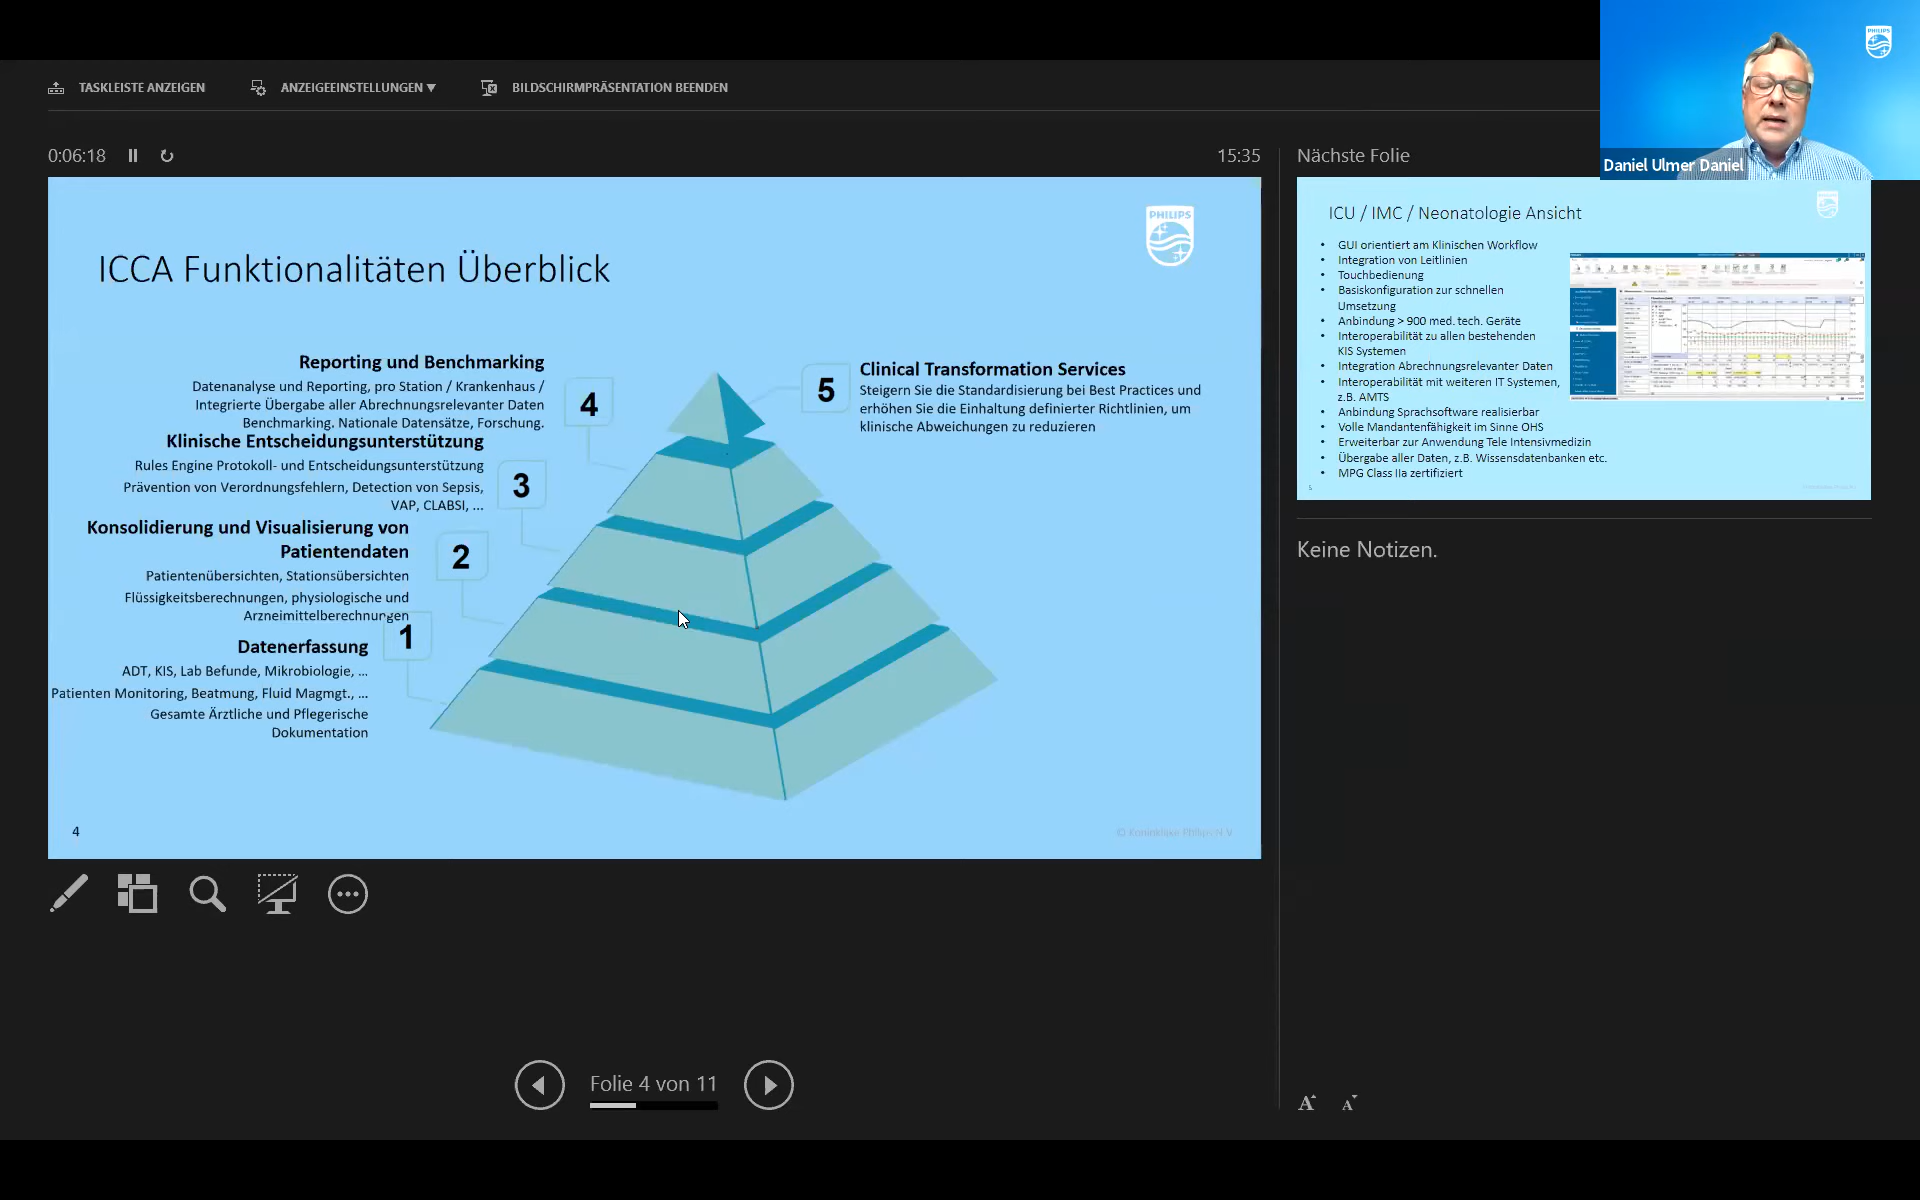 TASKLEISTE ANZEIGEN
ANZEIGEEINSTELLUNGEN ▼
BILDSCHIRMPRÄSENTATION BEENDEN
PHILIPS
Daniel Ulmer Daniel
0:06:18
15:35
ICCA Funktionalitäten Überblick
PHILIPS
Reporting und Benchmarking
Datenanalyse und Reporting, pro Station / Krankenhaus /
Integrierte Übergabe aller Abrechnungsrelevanter Daten
Benchmarking. Nationale Datensätze, Forschung.
4
Klinische Entscheidungsunterstützung
Rules Engine Protokoll- und Entscheidungsunterstützung
Prävention von Verordnungsfehlern, Detection von Sepsis,
VAP, CLABSI, ...
3
Konsolidierung und Visualisierung von
Patientendaten
Patientenübersichten, Stationsübersichten
Flüssigkeitsberechnungen, physiologische und
Arzneimittelberechnungen
2
Datenerfassung
ADT, KIS, Lab Befunde, Mikrobiologie, ...
Patienten Monitoring, Beatmung, Fluid Magmgt., ...
Gesamte Ärztliche und Pflegerische
Dokumentation
1
5
Clinical Transformation Services
Steigern Sie die Standardisierung bei Best Practices und
erhöhen Sie die Einhaltung definierter Richtlinien, um
klinische Abweichungen zu reduzieren
4
© Koninklijke Philips N.V.
Folie 4 von 11
Nächste Folie
ICU / IMC / Neonatologie Ansicht
• GUI orientiert am Klinischen Workflow
• Integration von Leitlinien
• Touchbedienung
• Basiskonfiguration zur schnellen
Umsetzung
• Anbindung > 900 med. tech. Geräte
• Interoperabilität zu allen bestehenden
KIS Systemen
• Integration Abrechnungsrelevanter Daten
• Interoperabilität mit weiteren IT Systemen,
z.B. AMTS
• Anbindung Sprachsoftware realisierbar
• Volle Mandantenfähigkeit im Sinne OHS
• Erweiterbar zur Anwendung Tele Intensivmedizin
• Übergabe aller Daten, z.B. Wissensdatenbanken etc.
• MPG Class IIa zertifiziert
5
Keine Notizen.
A A